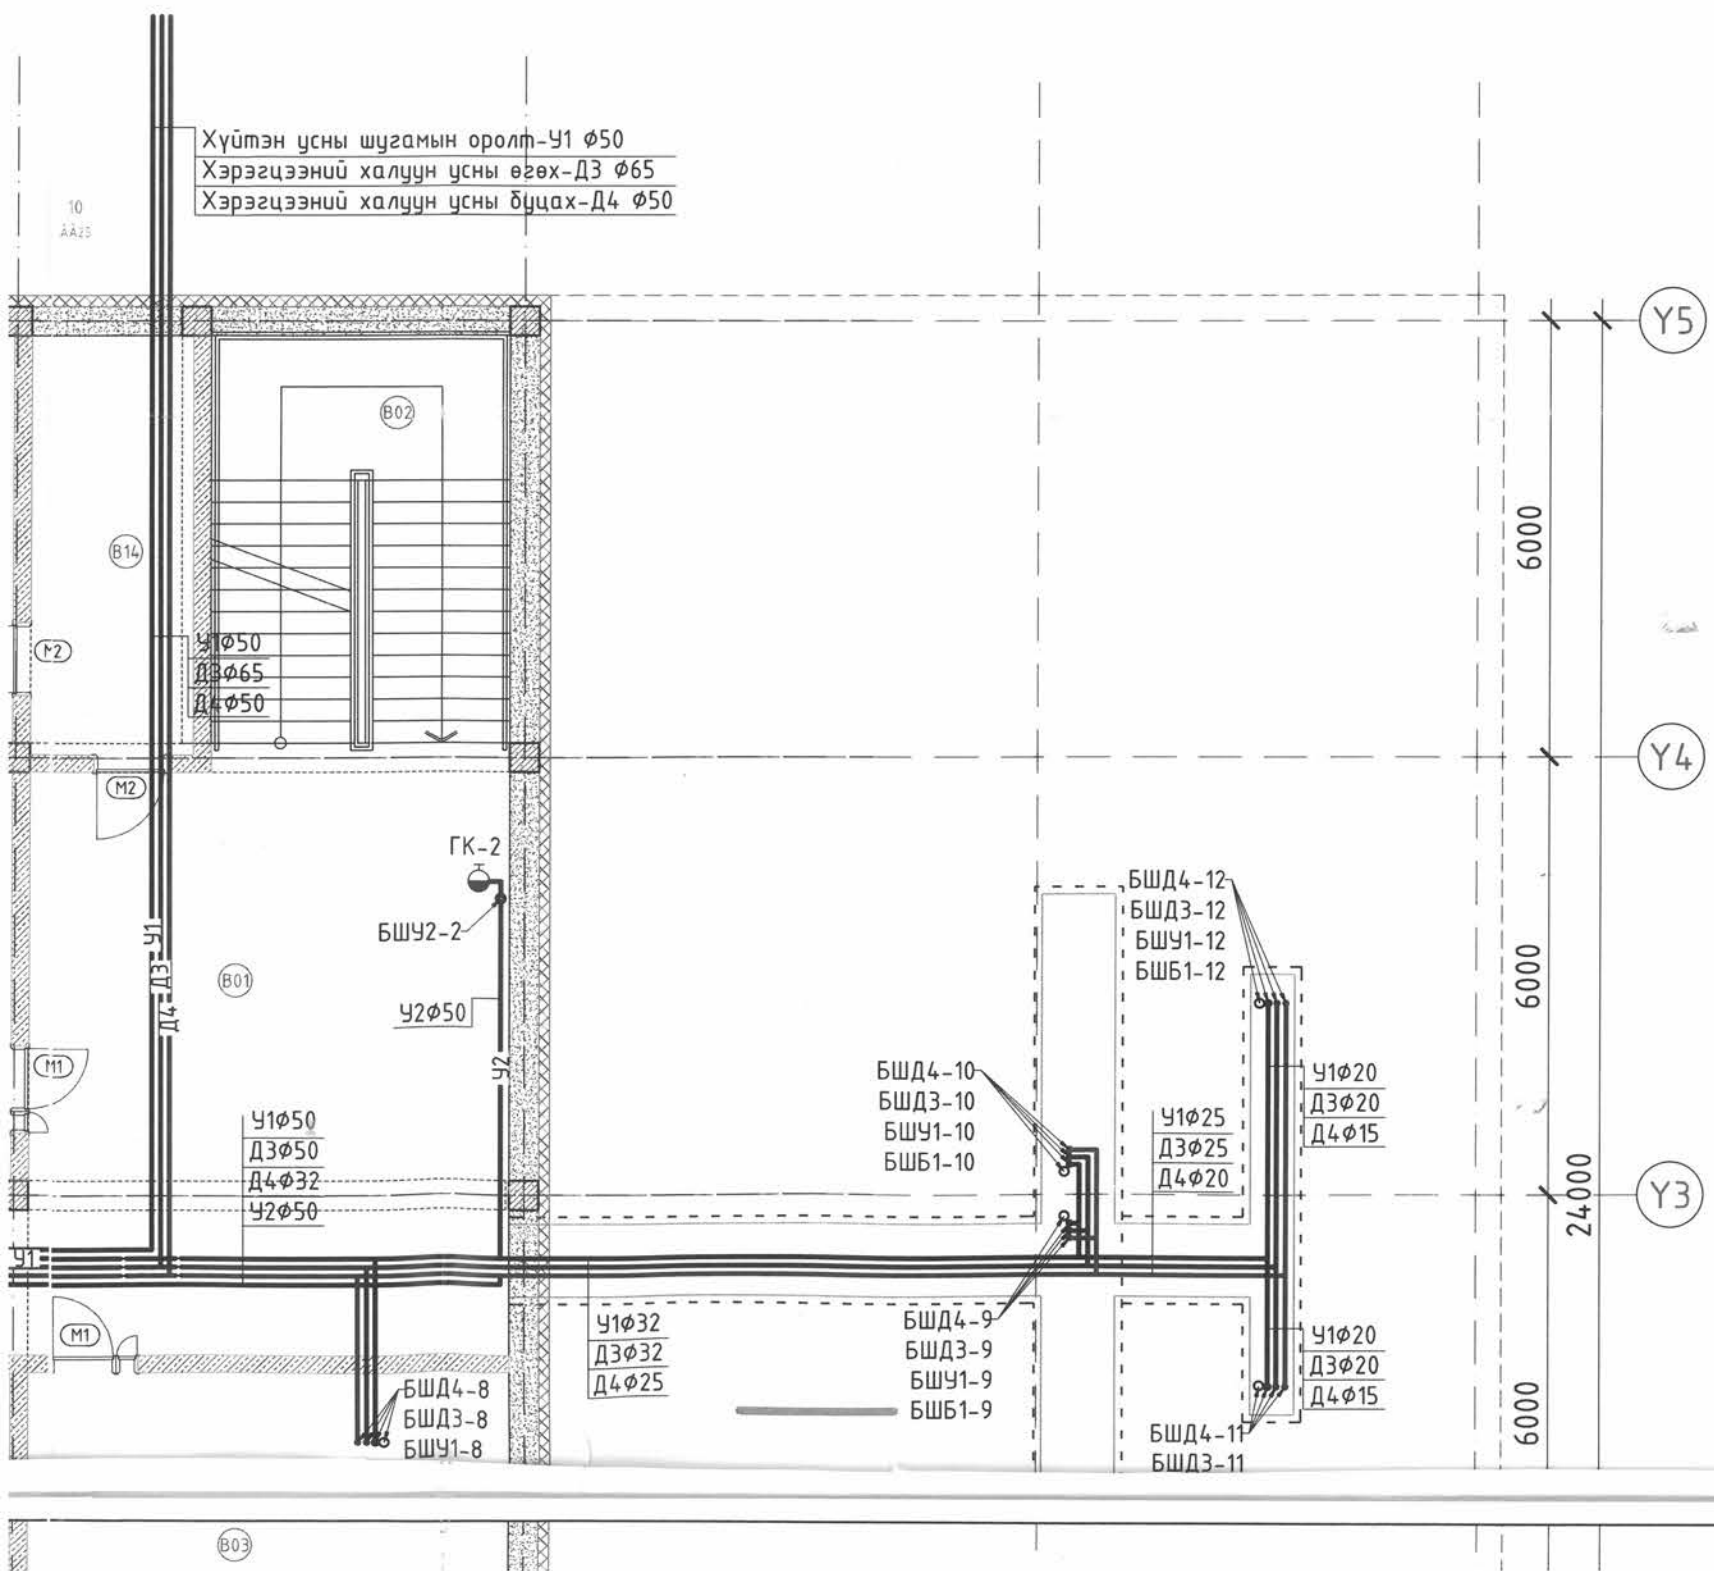 Хүйтэн усны шугамын оролт-У1 Ф50
Хэрэгцээний халуун усны өгөх-Д3 Ф65
Хэрэгцээний халуун усны буцах-Д4 Ф50
10
Y5
B02
6000
B14
M2
У1Ф50
Д3Ф65
Д4Ф50
Y4
M2
ГК-2
БШУ2-2
У1
Д3
Д4
B01
У2Ф50
У2
M1
БШД4-12
БШД3-12
БШУ1-12
БШБ1-12
6000
БШД4-10
БШД3-10
БШУ1-10
БШБ1-10
У1Ф20
Д3Ф20
Д4Ф15
У1Ф50
Д3Ф50
Д4Ф32
У2Ф50
У1Ф25
Д3Ф25
Д4Ф20
24000
Y3
У1
M1
У1Ф32
Д3Ф32
Д4Ф25
БШД4-9
БШД3-9
БШУ1-9
БШБ1-9
У1Ф20
Д3Ф20
Д4Ф15
6000
БШД4-8
БШД3-8
БШУ1-8
БШД4-11
БШД3-11
B03